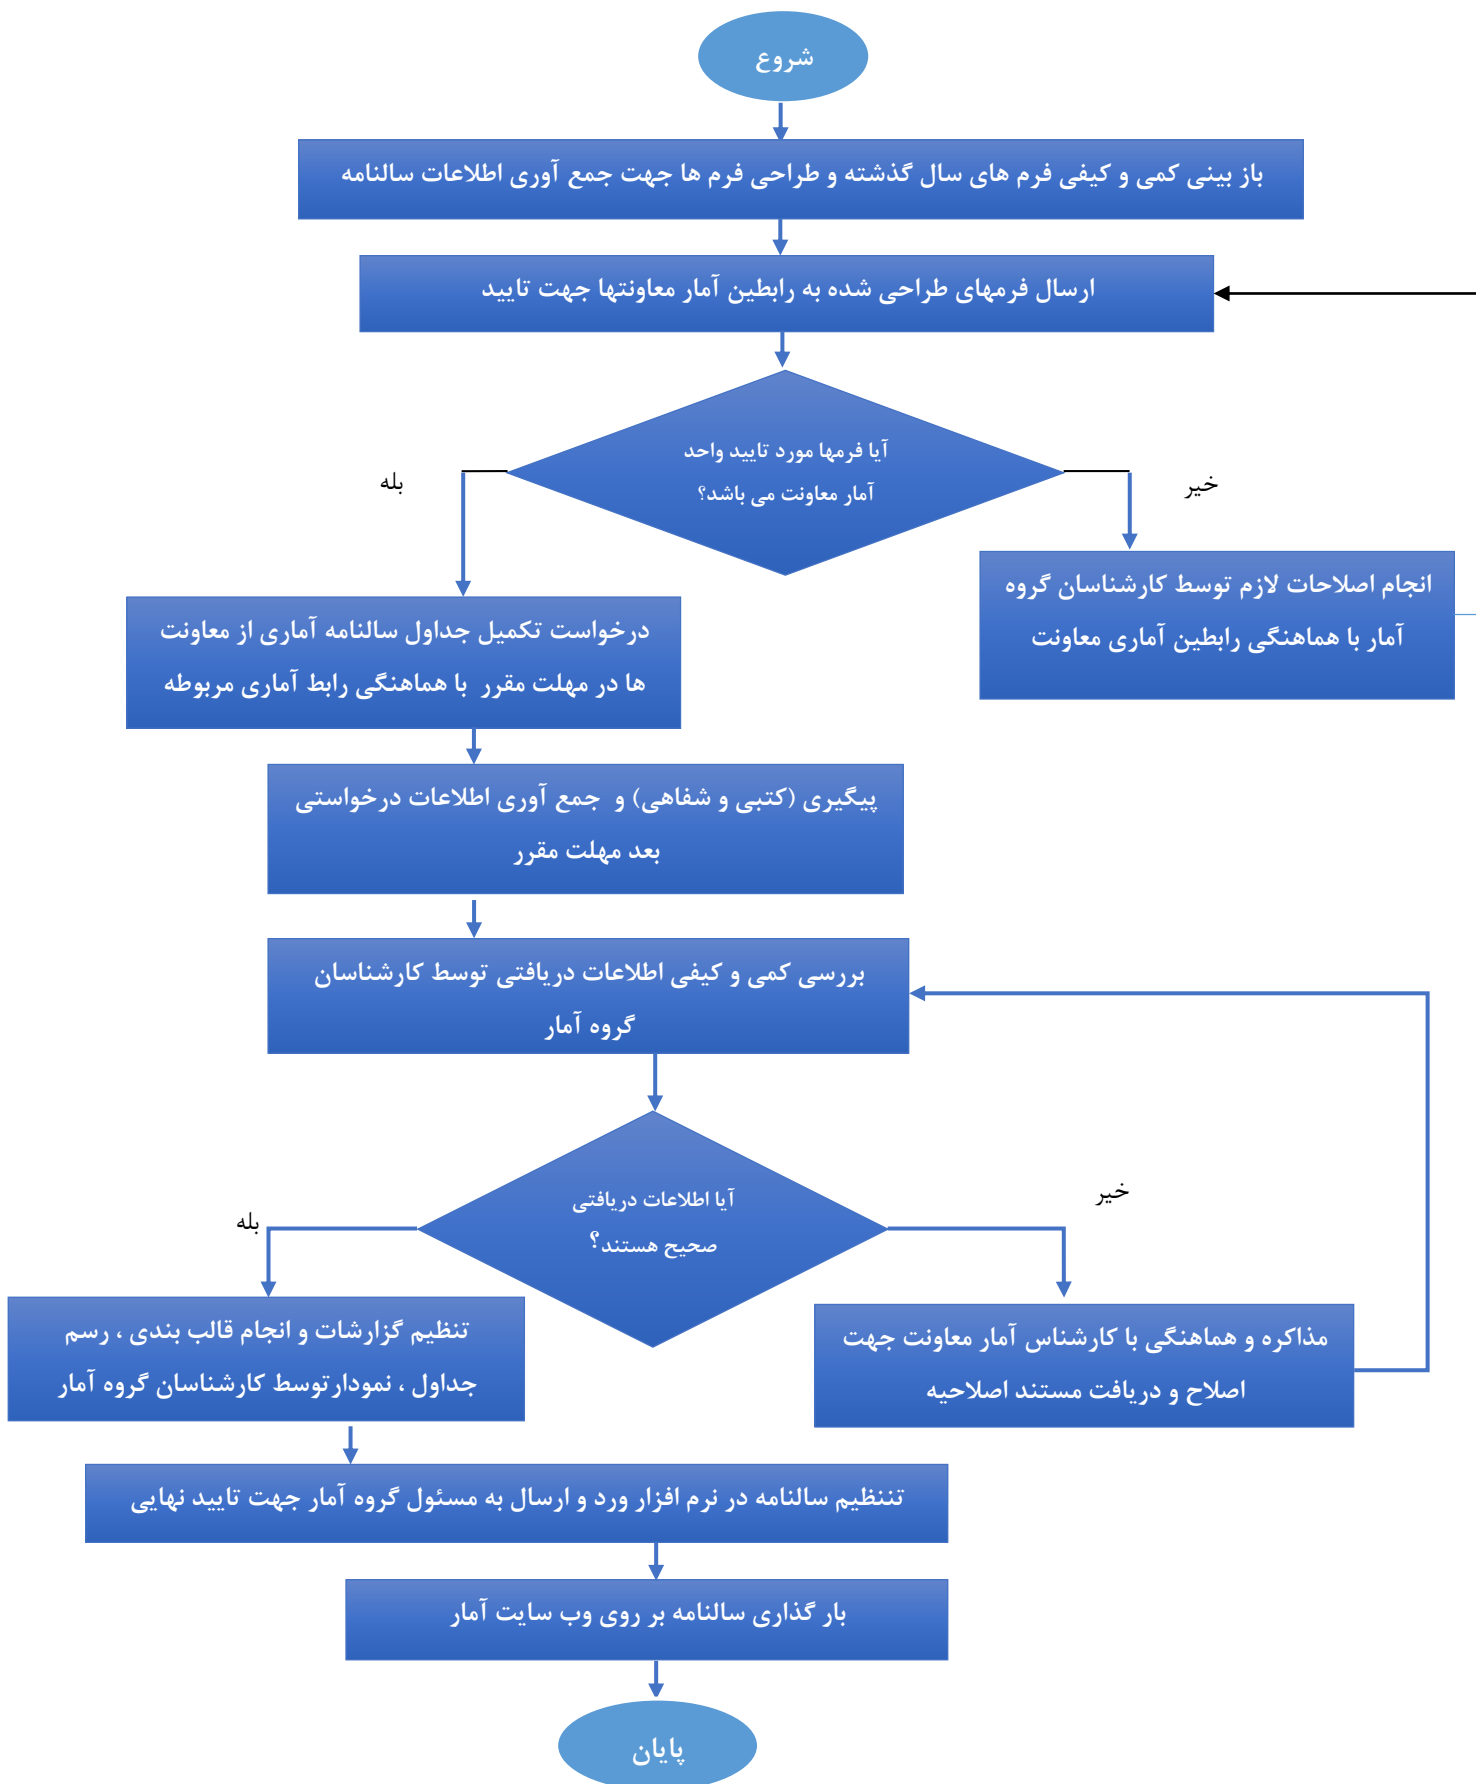 شروع
باز بینی کمی و کیفی فرم های سال گذشته و طراحی فرم ها جهت جمع آوری اطلاعات سالنامه
ارسال فرمهای طراحی شده به رابطین آمار معاونتها جهت تایید
آیا فرمها مورد تایید واحد
آمار معاونت می باشد؟
خیر
بله
انجام اصلاحات لازم توسط کارشناسان گروه
آمار با هماهنگی رابطین آماری معاونت
درخواست تکمیل جداول سالنامه آماری از معاونت
ها در مهلت مقرر با هماهنگی رابط آماری مربوطه
پیگیری (کتبی و شفاهی) و جمع آوری اطلاعات درخواستی
بعد مهلت مقرر
بررسی کمی و کیفی اطلاعات دریافتی توسط کارشناسان
گروه آمار
آیا اطلاعات دریافتی
صحیح هستند؟
خیر
بله
مذاکره و هماهنگی با کارشناس آمار معاونت جهت
اصلاح و دریافت مستند اصلاحیه
تنظیم گزارشات و انجام قالب بندی ، رسم
جداول ، نمودارتوسط کارشناسان گروه آمار
تننظیم سالنامه در نرم افزار ورد و ارسال به مسئول گروه آمار جهت تایید نهایی
بار گذاری سالنامه بر روی وب سایت آمار
پایان